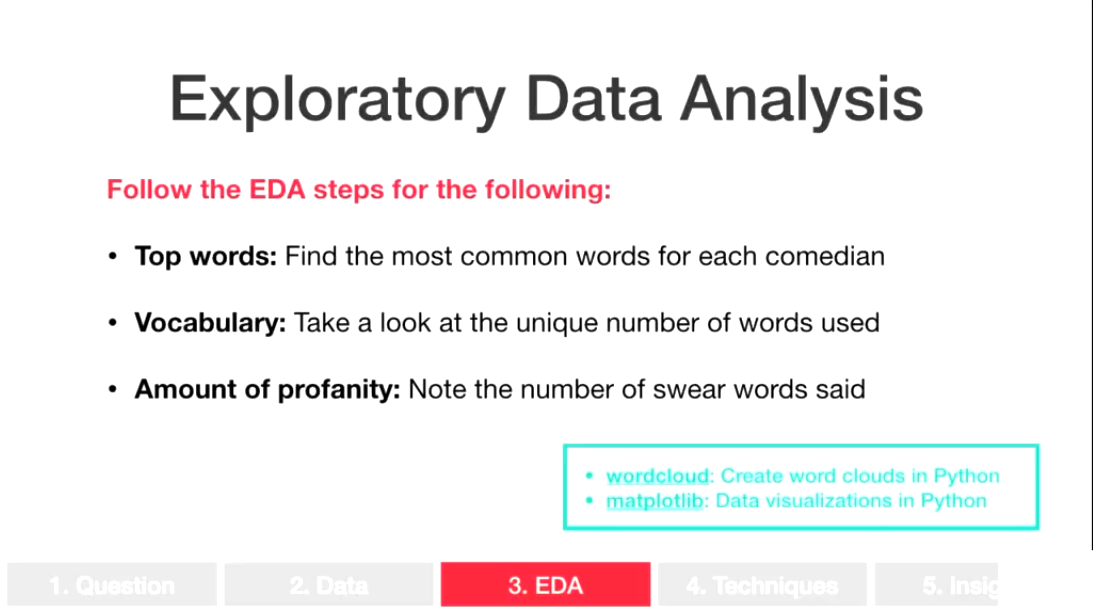 Exploratory Data Analysis
Follow the EDA steps for the following:
• Top words: Find the most common words for each comedian
• Vocabulary: Take a look at the unique number of words used
• Amount of profanity: Note the number of swear words said
• wordcloud: Create word clouds in Python
• matplotlib: Data visualizations in Python
1. Question 2. Data 3. EDA 4. Techniques 5. Insig